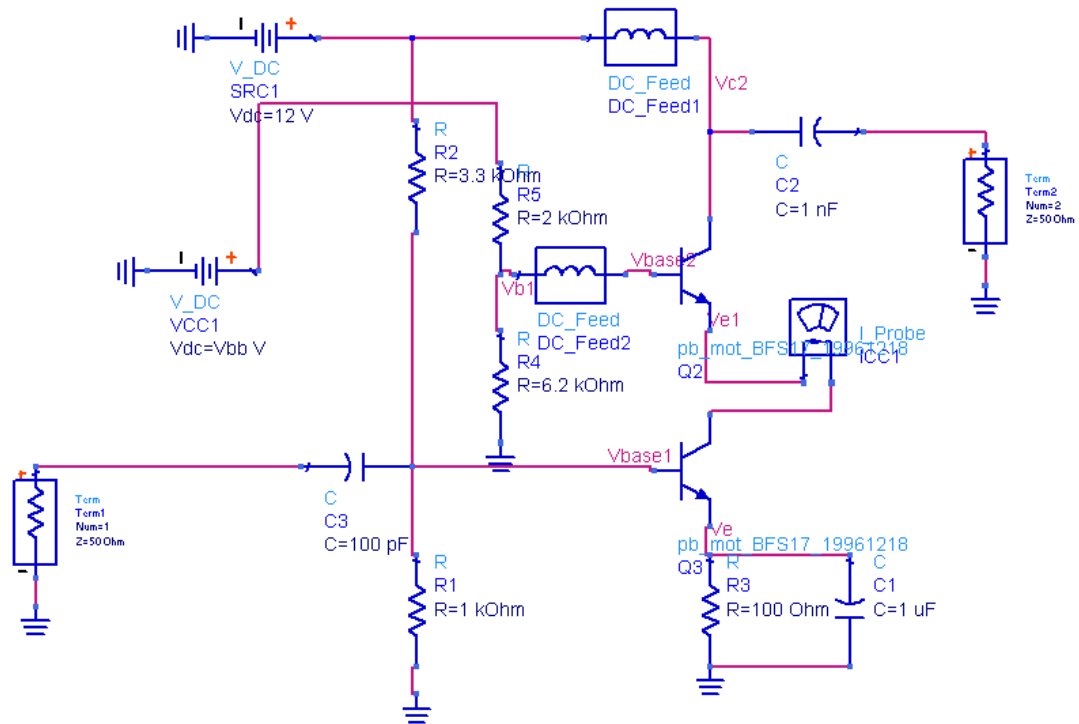 V_DC
SRC1
Vdc=12 V
DC_Feed
DC_Feed1
Vc2
R
R2
R=3.3 kOhm
R
R5
R=2 kOhm
C
C2
C=1 nF
Term
Term2
Num=2
Z=50 Ohm
V_DC
VCC1
Vdc=Vbb V
Vb1
DC_Feed
DC_Feed2
Vbase2
Ve1
pb_mot_BFS17_19961218
Q2
I_Probe
ICC1
R
R4
R=6.2 kOhm
Term
Term1
Num=1
Z=50 Ohm
C
C3
C=100 pF
Vbase1
Ve
pb_mot_BFS17_19961218
Q3
R
R1
R=1 kOhm
R
R3
R=100 Ohm
C
C1
C=1 uF